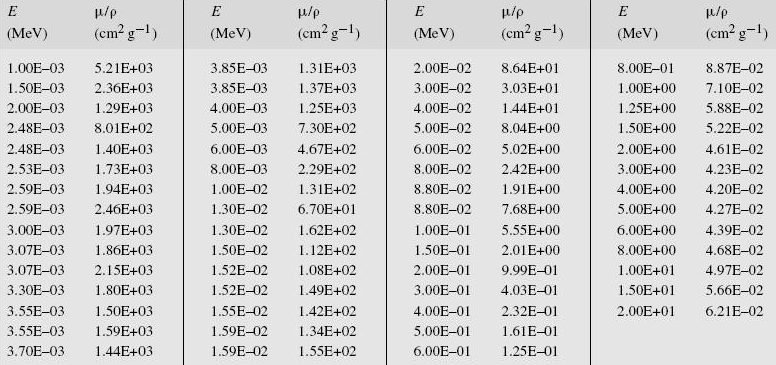 E μ/ρ E μ/ρ E μ/ρ E μ/ρ
(MeV) (cm² g⁻¹) (MeV) (cm² g⁻¹) (MeV) (cm² g⁻¹) (MeV) (cm² g⁻¹)
1.00E–03 5.21E+03 3.85E–03 1.31E+03 2.00E–02 8.64E+01 8.00E–01 8.87E–02
1.50E–03 2.36E+03 3.85E–03 1.37E+03 3.00E–02 3.03E+01 1.00E+00 7.10E–02
2.00E–03 1.29E+03 4.00E–03 1.25E+03 4.00E–02 1.44E+01 1.25E+00 5.88E–02
2.48E–03 8.01E+02 5.00E–03 7.30E+02 5.00E–02 8.04E+00 1.50E+00 5.22E–02
2.48E–03 1.40E+03 6.00E–03 4.67E+02 6.00E–02 5.02E+00 2.00E+00 4.61E–02
2.53E–03 1.73E+03 8.00E–03 2.29E+02 8.00E–02 2.42E+00 3.00E+00 4.23E–02
2.59E–03 1.94E+03 1.00E–02 1.31E+02 8.80E–02 1.91E+00 4.00E+00 4.20E–02
2.59E–03 2.46E+03 1.30E–02 6.70E+01 8.80E–02 7.68E+00 5.00E+00 4.27E–02
3.00E–03 1.97E+03 1.30E–02 1.62E+02 1.00E–01 5.55E+00 6.00E+00 4.39E–02
3.07E–03 1.86E+03 1.50E–02 1.12E+02 1.50E–01 2.01E+00 8.00E+00 4.68E–02
3.07E–03 2.15E+03 1.52E–02 1.08E+02 2.00E–01 9.99E–01 1.00E+01 4.97E–02
3.30E–03 1.80E+03 1.52E–02 1.49E+02 3.00E–01 4.03E–01 1.50E+01 5.66E–02
3.55E–03 1.50E+03 1.55E–02 1.42E+02 4.00E–01 2.32E–01 2.00E+01 6.21E–02
3.55E–03 1.59E+03 1.59E–02 1.34E+02 5.00E–01 1.61E–01
3.70E–03 1.44E+03 1.59E–02 1.55E+02 6.00E–01 1.25E–01